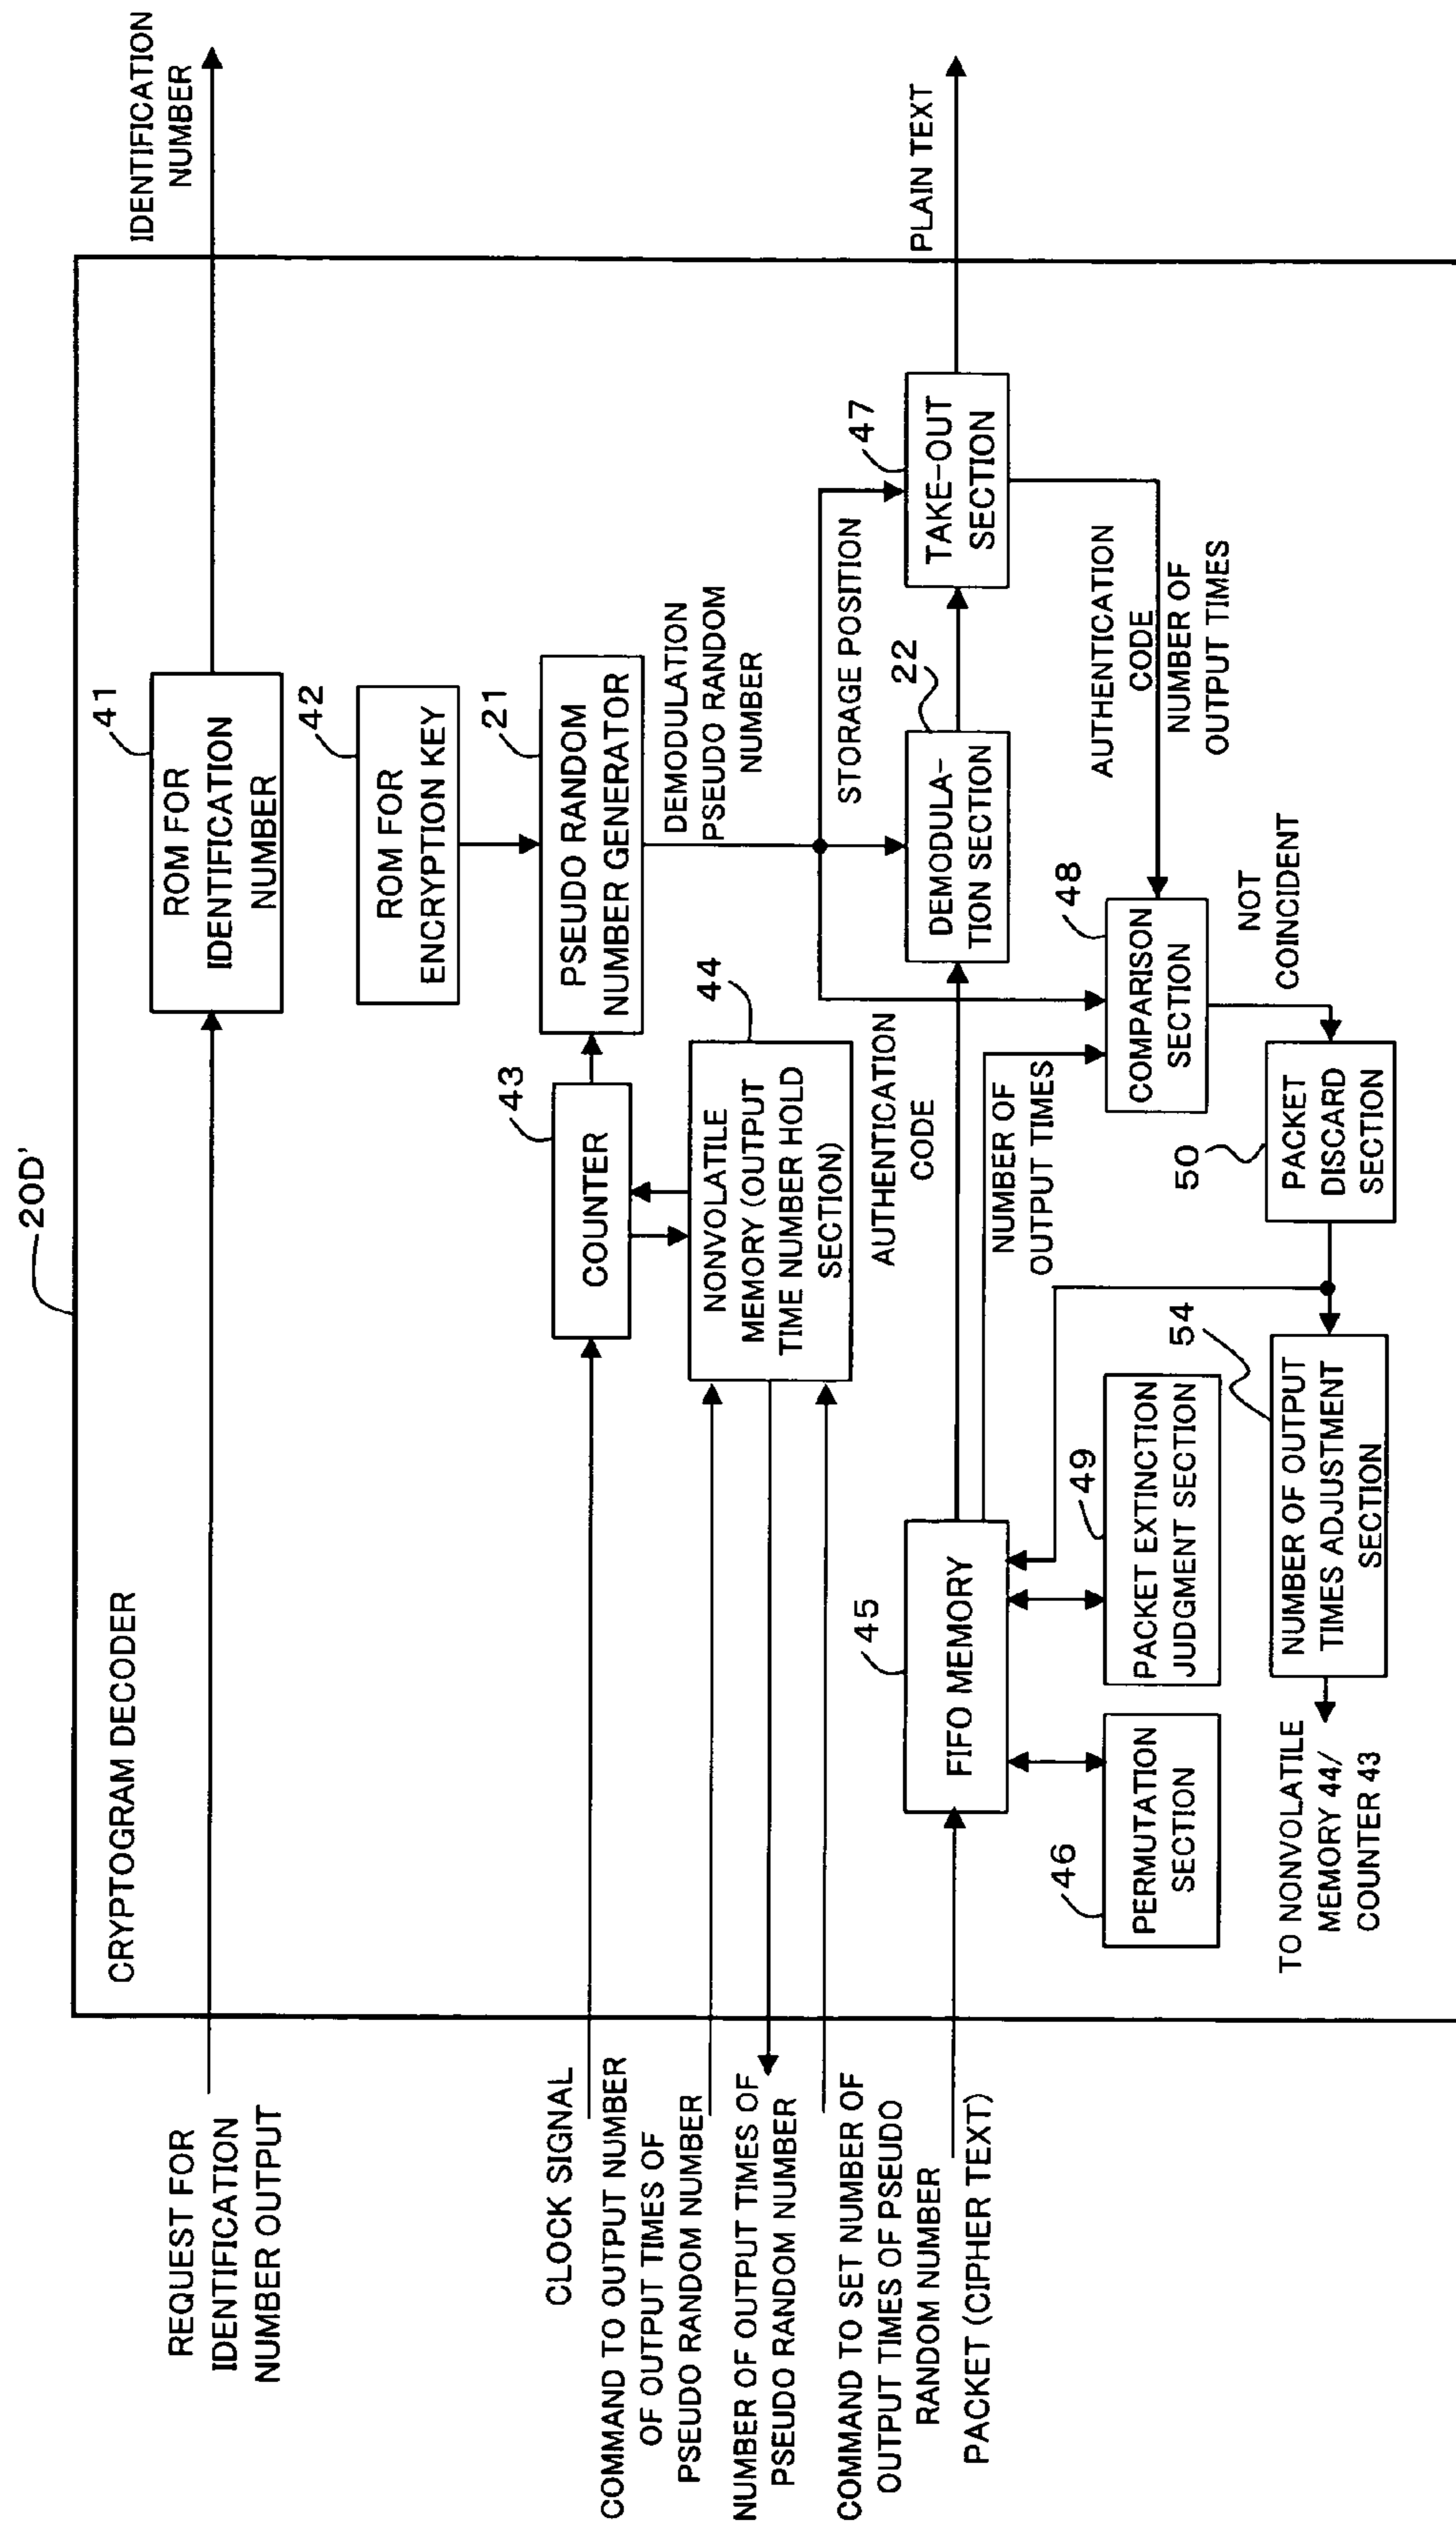 20D'
CRYPTOGRAM DECODER
REQUEST FOR
IDENTIFICATION
NUMBER OUTPUT
41
ROM FOR
IDENTIFICATION
NUMBER
IDENTIFICATION
NUMBER
42
ROM FOR
ENCRYPTION KEY
CLOCK SIGNAL
43
COUNTER
21
PSEUDO RANDOM
NUMBER GENERATOR
COMMAND TO OUTPUT NUMBER
OF OUTPUT TIMES OF
PSEUDO RANDOM NUMBER
NUMBER OF OUTPUT TIMES OF
PSEUDO RANDOM NUMBER
COMMAND TO SET NUMBER OF
OUTPUT TIMES OF PSEUDO
RANDOM NUMBER
44
NONVOLATILE
MEMORY (OUTPUT
TIME NUMBER HOLD
SECTION)
DEMODULATION
PSEUDO RANDOM
NUMBER
STORAGE POSITION
PACKET (CIPHER TEXT)
45
FIFO MEMORY
AUTHENTICATION
CODE
NUMBER OF
OUTPUT TIMES
22
DEMODULA-
TION SECTION
47
TAKE-OUT
SECTION
PLAIN TEXT
AUTHENTICATION
CODE
NUMBER OF
OUTPUT TIMES
46
PERMUTATION
SECTION
49
PACKET EXTINCTION
JUDGMENT SECTION
48
COMPARISON
SECTION
NOT
COINCIDENT
50
PACKET
DISCARD
SECTION
54
NUMBER OF OUTPUT
TIMES ADJUSTMENT
SECTION
TO NONVOLATILE
MEMORY 44/
COUNTER 43